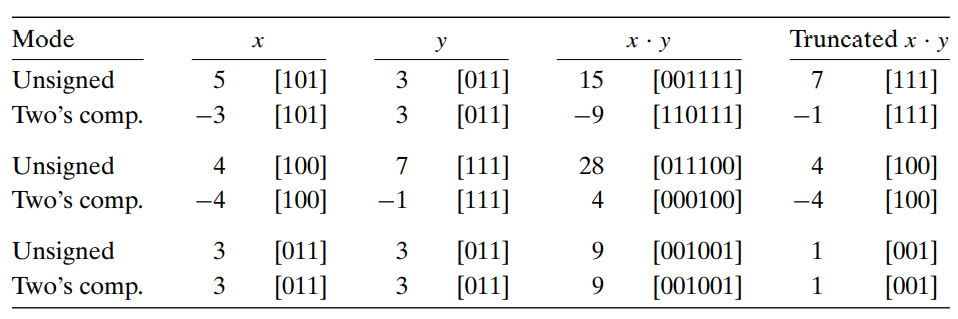 Mode x y x · y Truncated x · y
Unsigned 5 [101] 3 [011] 15 [001111] 7 [111]
Two's comp. −3 [101] 3 [011] −9 [110111] −1 [111]
Unsigned 4 [100] 7 [111] 28 [011100] 4 [100]
Two's comp. −4 [100] −1 [111] 4 [000100] −4 [100]
Unsigned 3 [011] 3 [011] 9 [001001] 1 [001]
Two's comp. 3 [011] 3 [011] 9 [001001] 1 [001]